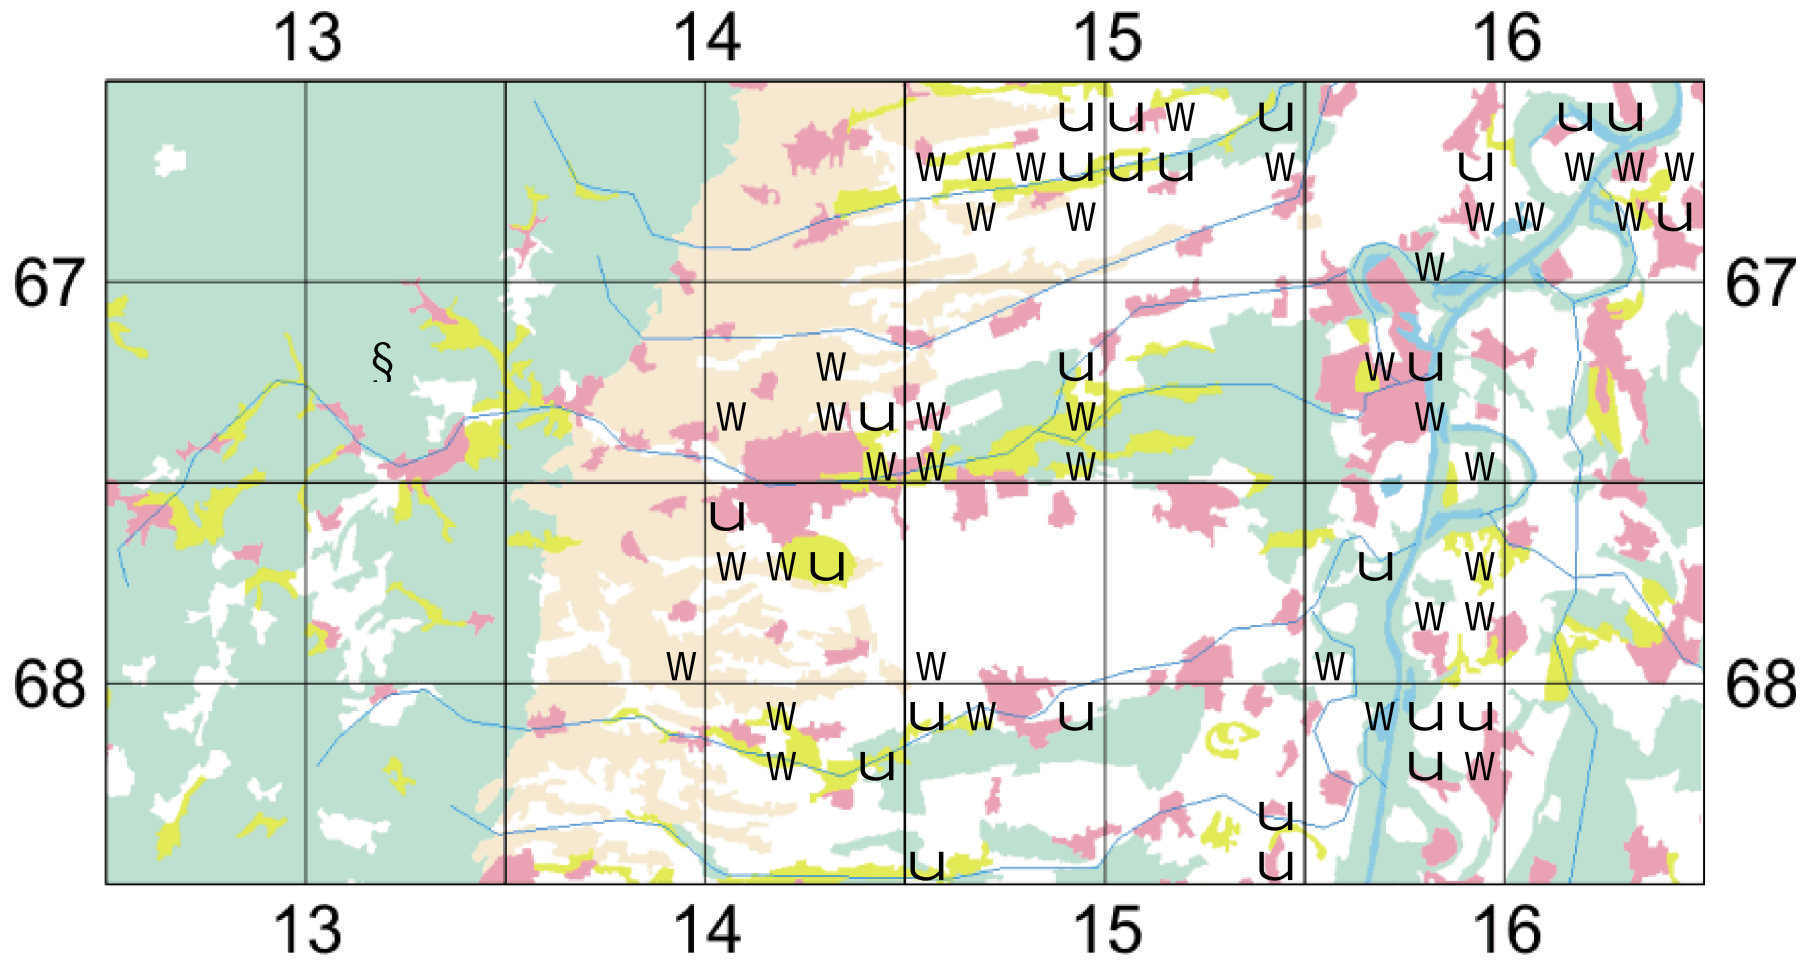 13 14 15 16
u u w u u u
w w w u u u w u w w w
w w w w w u
67 w 67
§ w u w u
w w u w w w
w w w w
u
w w u u w
w w
w w w
68 68
w u w u w u u
w u u w
u
u u
13 14 15 16